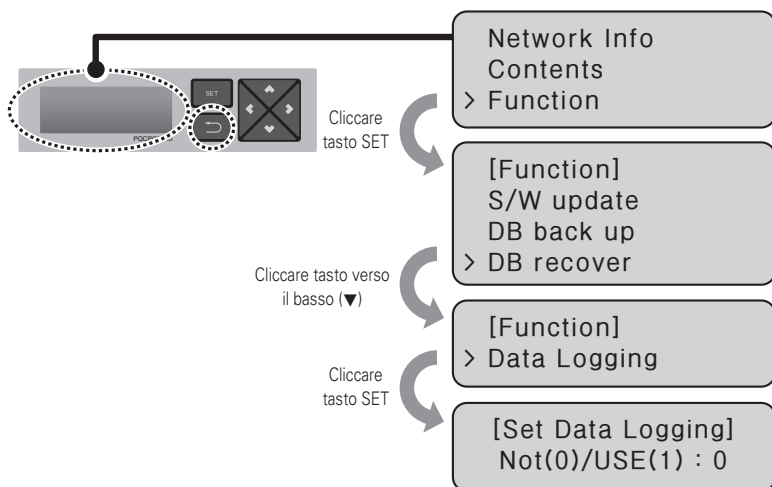 Network Info
Contents
> Function
SET
Cliccare
tasto SET
[Function]
S/W update
DB back up
> DB recover
Cliccare tasto verso
il basso (▼)
[Function]
> Data Logging
Cliccare
tasto SET
[Set Data Logging]
Not(0)/USE(1) : 0